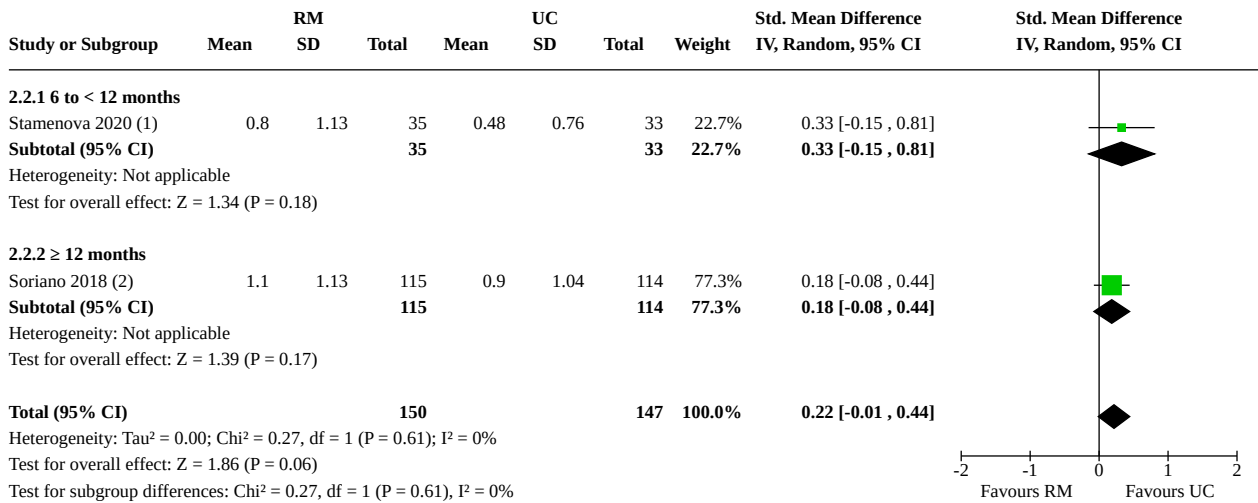 RM UC Std. Mean Difference Std. Mean Difference
Study or Subgroup Mean SD Total Mean SD Total Weight IV, Random, 95% CI IV, Random, 95% CI
2.2.1 6 to < 12 months
Stamenova 2020 (1) 0.8 1.13 35 0.48 0.76 33 22.7% 0.33 [-0.15 , 0.81]
Subtotal (95% CI) 35 33 22.7% 0.33 [-0.15 , 0.81]
Heterogeneity: Not applicable
Test for overall effect: Z = 1.34 (P = 0.18)
2.2.2 ≥ 12 months
Soriano 2018 (2) 1.1 1.13 115 0.9 1.04 114 77.3% 0.18 [-0.08 , 0.44]
Subtotal (95% CI) 115 114 77.3% 0.18 [-0.08 , 0.44]
Heterogeneity: Not applicable
Test for overall effect: Z = 1.39 (P = 0.17)
Total (95% CI) 150 147 100.0% 0.22 [-0.01 , 0.44]
Heterogeneity: Tau² = 0.00; Chi² = 0.27, df = 1 (P = 0.61); I² = 0%
Test for overall effect: Z = 1.86 (P = 0.06)
-2 -1 0 1 2
Test for subgroup differences: Chi² = 0.27, df = 1 (P = 0.61), I² = 0% Favours RM Favours UC